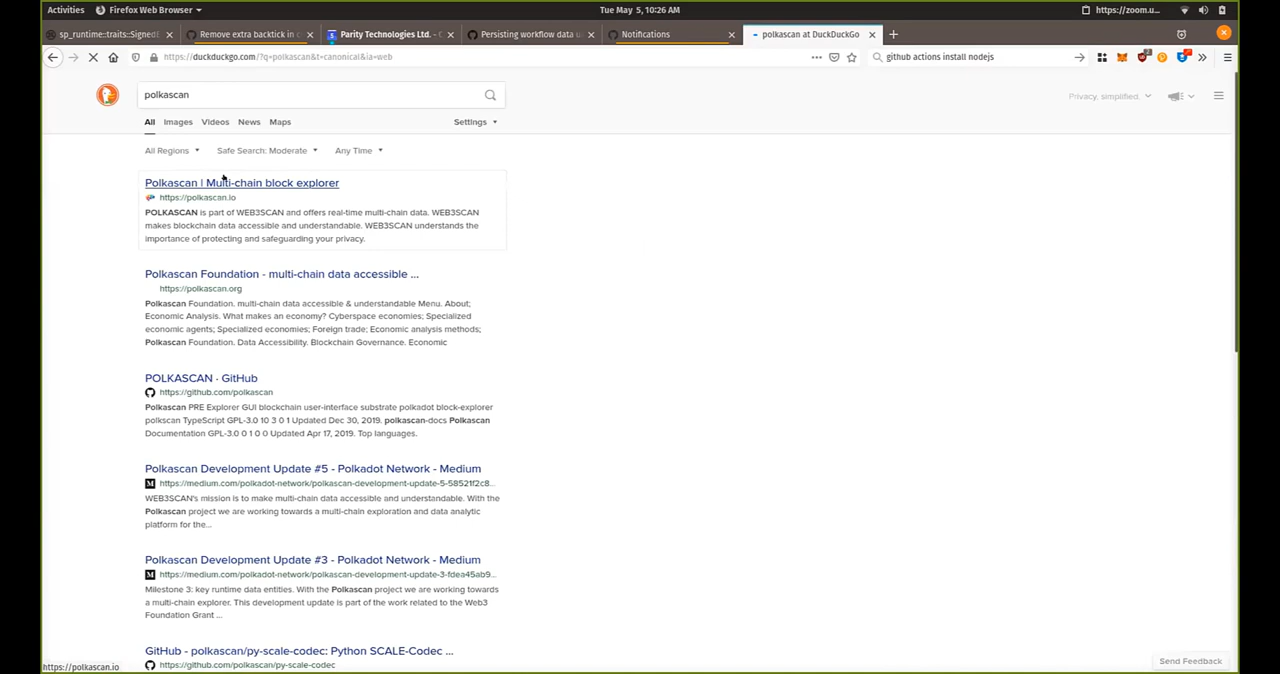 Activities
Firefox Web Browser
Tue May 5, 10:26 AM
https://zoom.u...
sp_runtime::traits::Signed
Remove extra backtick in
Parity Technologies Ltd. -
Persisting workflow data u
Notifications
polkascan at DuckDuckGo
https://duckduckgo.com/?q=polkascan&t=canonical&ia=web
github actions install nodejs
polkascan
Privacy, simplified.
All Images Videos News Maps Settings
All Regions Safe Search: Moderate Any Time
Polkascan | Multi-chain block explorer
https://polkascan.io
POLKASCAN is part of WEB3SCAN and offers real-time multi-chain data. WEB3SCAN
makes blockchain data accessible and understandable. WEB3SCAN understands the
importance of protecting and safeguarding your privacy.
Polkascan Foundation - multi-chain data accessible ...
https://polkascan.org
Polkascan Foundation. multi-chain data accessible & understandable Menu. About;
Economic Analysis. What makes an economy? Cyberspace economies; Specialized
economic agents; Specialized economies; Foreign trade; Economic analysis methods;
Polkascan Foundation. Data Accessibility. Blockchain Governance. Economic
POLKASCAN · GitHub
https://github.com/polkascan
Polkascan PRE Explorer GUI blockchain user-interface substrate polkadot block-explorer
polkscan TypeScript GPL-3.0 10 3 0 1 Updated Dec 30, 2019. polkascan-docs Polkascan
Documentation GPL-3.0 0 1 0 0 Updated Apr 17, 2019. Top languages.
Polkascan Development Update #5 - Polkadot Network - Medium
https://medium.com/polkadot-network/polkascan-development-update-5-58521f2c8...
WEB3SCAN's mission is to make multi-chain data accessible and understandable. With the
Polkascan project we are working towards a multi-chain exploration and data analytic
platform for the...
Polkascan Development Update #3 - Polkadot Network - Medium
https://medium.com/polkadot-network/polkascan-development-update-3-fdea45ab9...
Milestone 3: key runtime data entities. With the Polkascan project we are working towards
a multi-chain explorer. This development update is part of the work related to the Web3
Foundation Grant ...
GitHub - polkascan/py-scale-codec: Python SCALE-Codec ...
https://github.com/polkascan/py-scale-codec
https://polkascan.io
Send Feedback